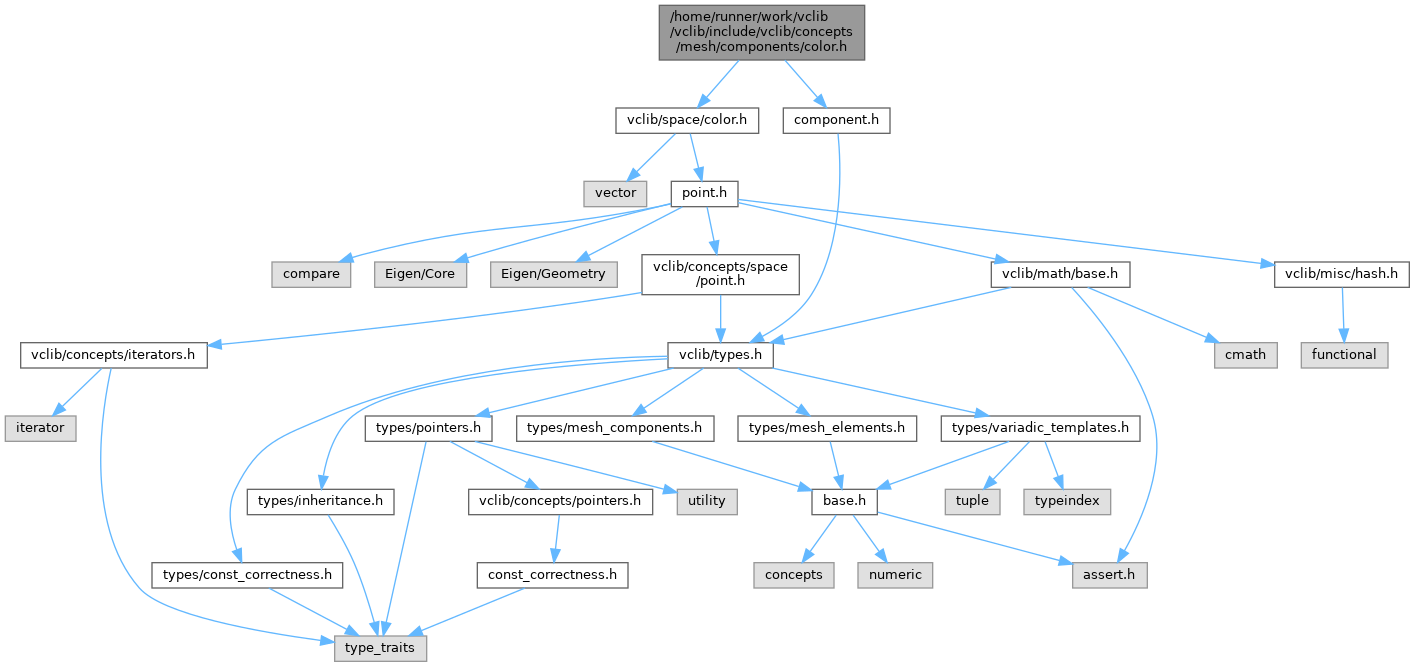 /home/runner/work/vclib
/vclib/include/vclib/concepts
/mesh/components/color.h
vclib/space/color.h
component.h
vector
point.h
compare
Eigen/Core
Eigen/Geometry
vclib/concepts/space
/point.h
vclib/math/base.h
vclib/misc/hash.h
vclib/concepts/iterators.h
vclib/types.h
cmath
functional
iterator
types/pointers.h
types/mesh_components.h
types/mesh_elements.h
types/variadic_templates.h
types/inheritance.h
vclib/concepts/pointers.h
utility
base.h
tuple
typeindex
types/const_correctness.h
const_correctness.h
concepts
numeric
assert.h
type_traits